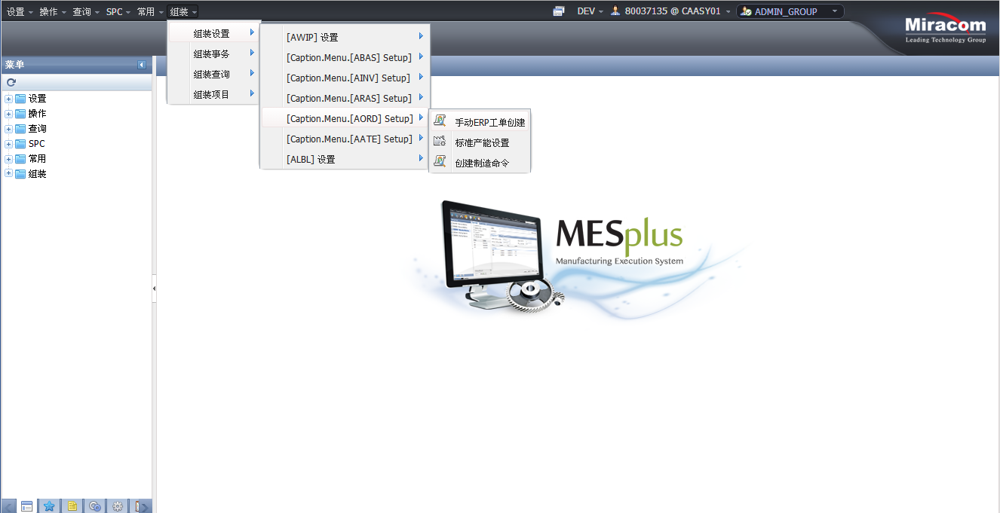 设置 操作 查询 SPC 常用 组装 DEV 80037135 @ CAASY01 ADMIN_GROUP
Miracom
Leading Technology Group
组装设置
组装事务
组装查询
组装项目
[AWIP] 设置
[Caption.Menu.[ABAS] Setup]
[Caption.Menu.[AINV] Setup]
[Caption.Menu.[ARAS] Setup]
[Caption.Menu.[AORD] Setup]
[Caption.Menu.[AATE] Setup]
[ALBL] 设置
手动ERP工单创建
标准产能设置
创建制造命令
菜单
设置
操作
查询
SPC
常用
组装
MESplus
Manufacturing Execution System